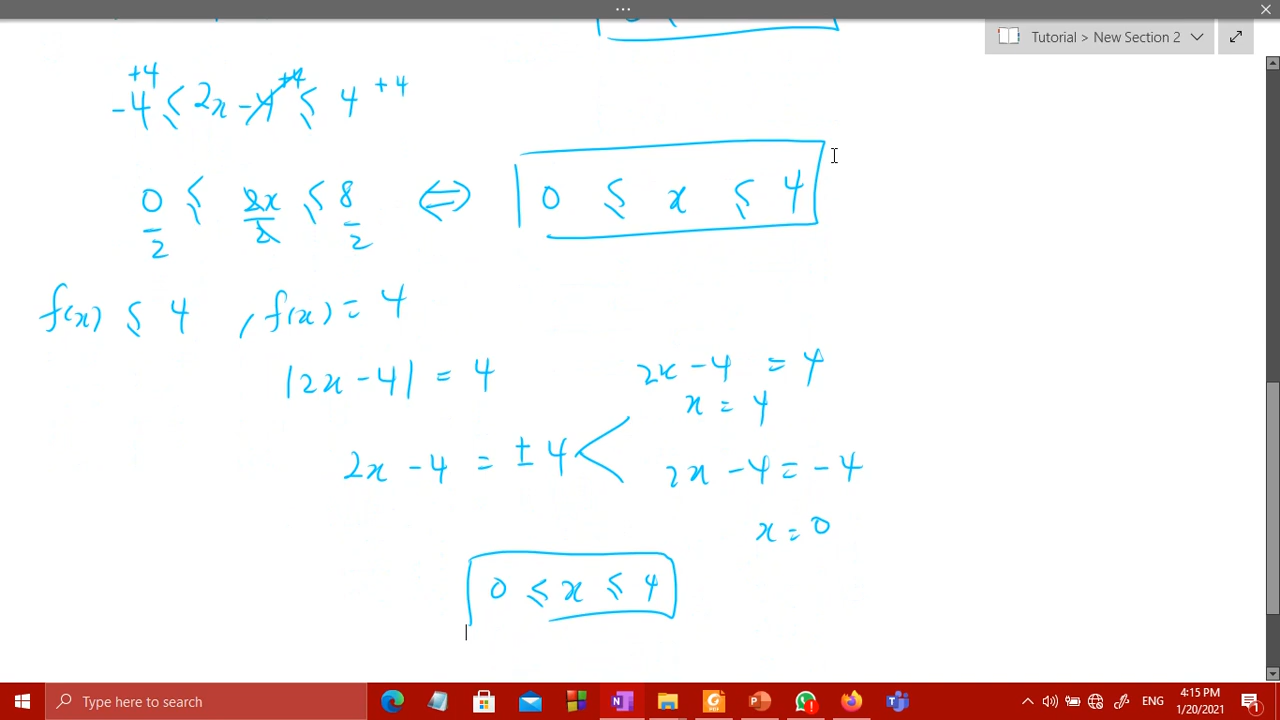 Tutorial > New Section 2
+4 +4
-4 ≤ 2x - 4 ≤ 4 +4
0/2 ≤ 2x/2 ≤ 8/2 ⇔ 0 ≤ x ≤ 4
f(x) ≤ 4 , f(x) = 4
|2x - 4| = 4
2x - 4 = 4
x = 4
2x - 4 = ± 4
2x - 4 = - 4
x = 0
0 ≤ x ≤ 4
Type here to search
ENG
4:15 PM
1/20/2021